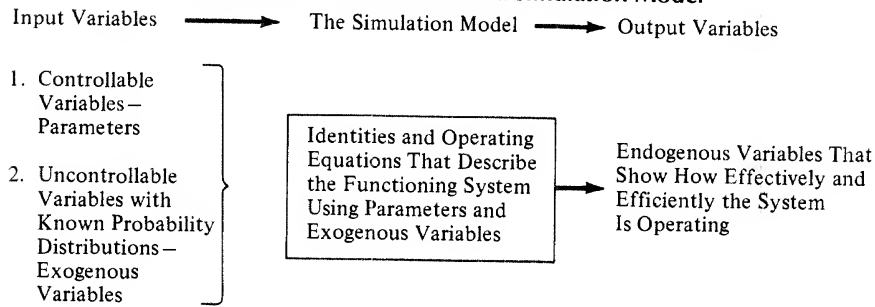 Simulation Model
Input Variables → The Simulation Model → Output Variables
1. Controllable
Variables—
Parameters
2. Uncontrollable
Variables with
Known Probability
Distributions—
Exogenous
Variables
Identities and Operating
Equations That Describe
the Functioning System
Using Parameters and
Exogenous Variables
Endogenous Variables That
Show How Effectively and
Efficiently the System
Is Operating